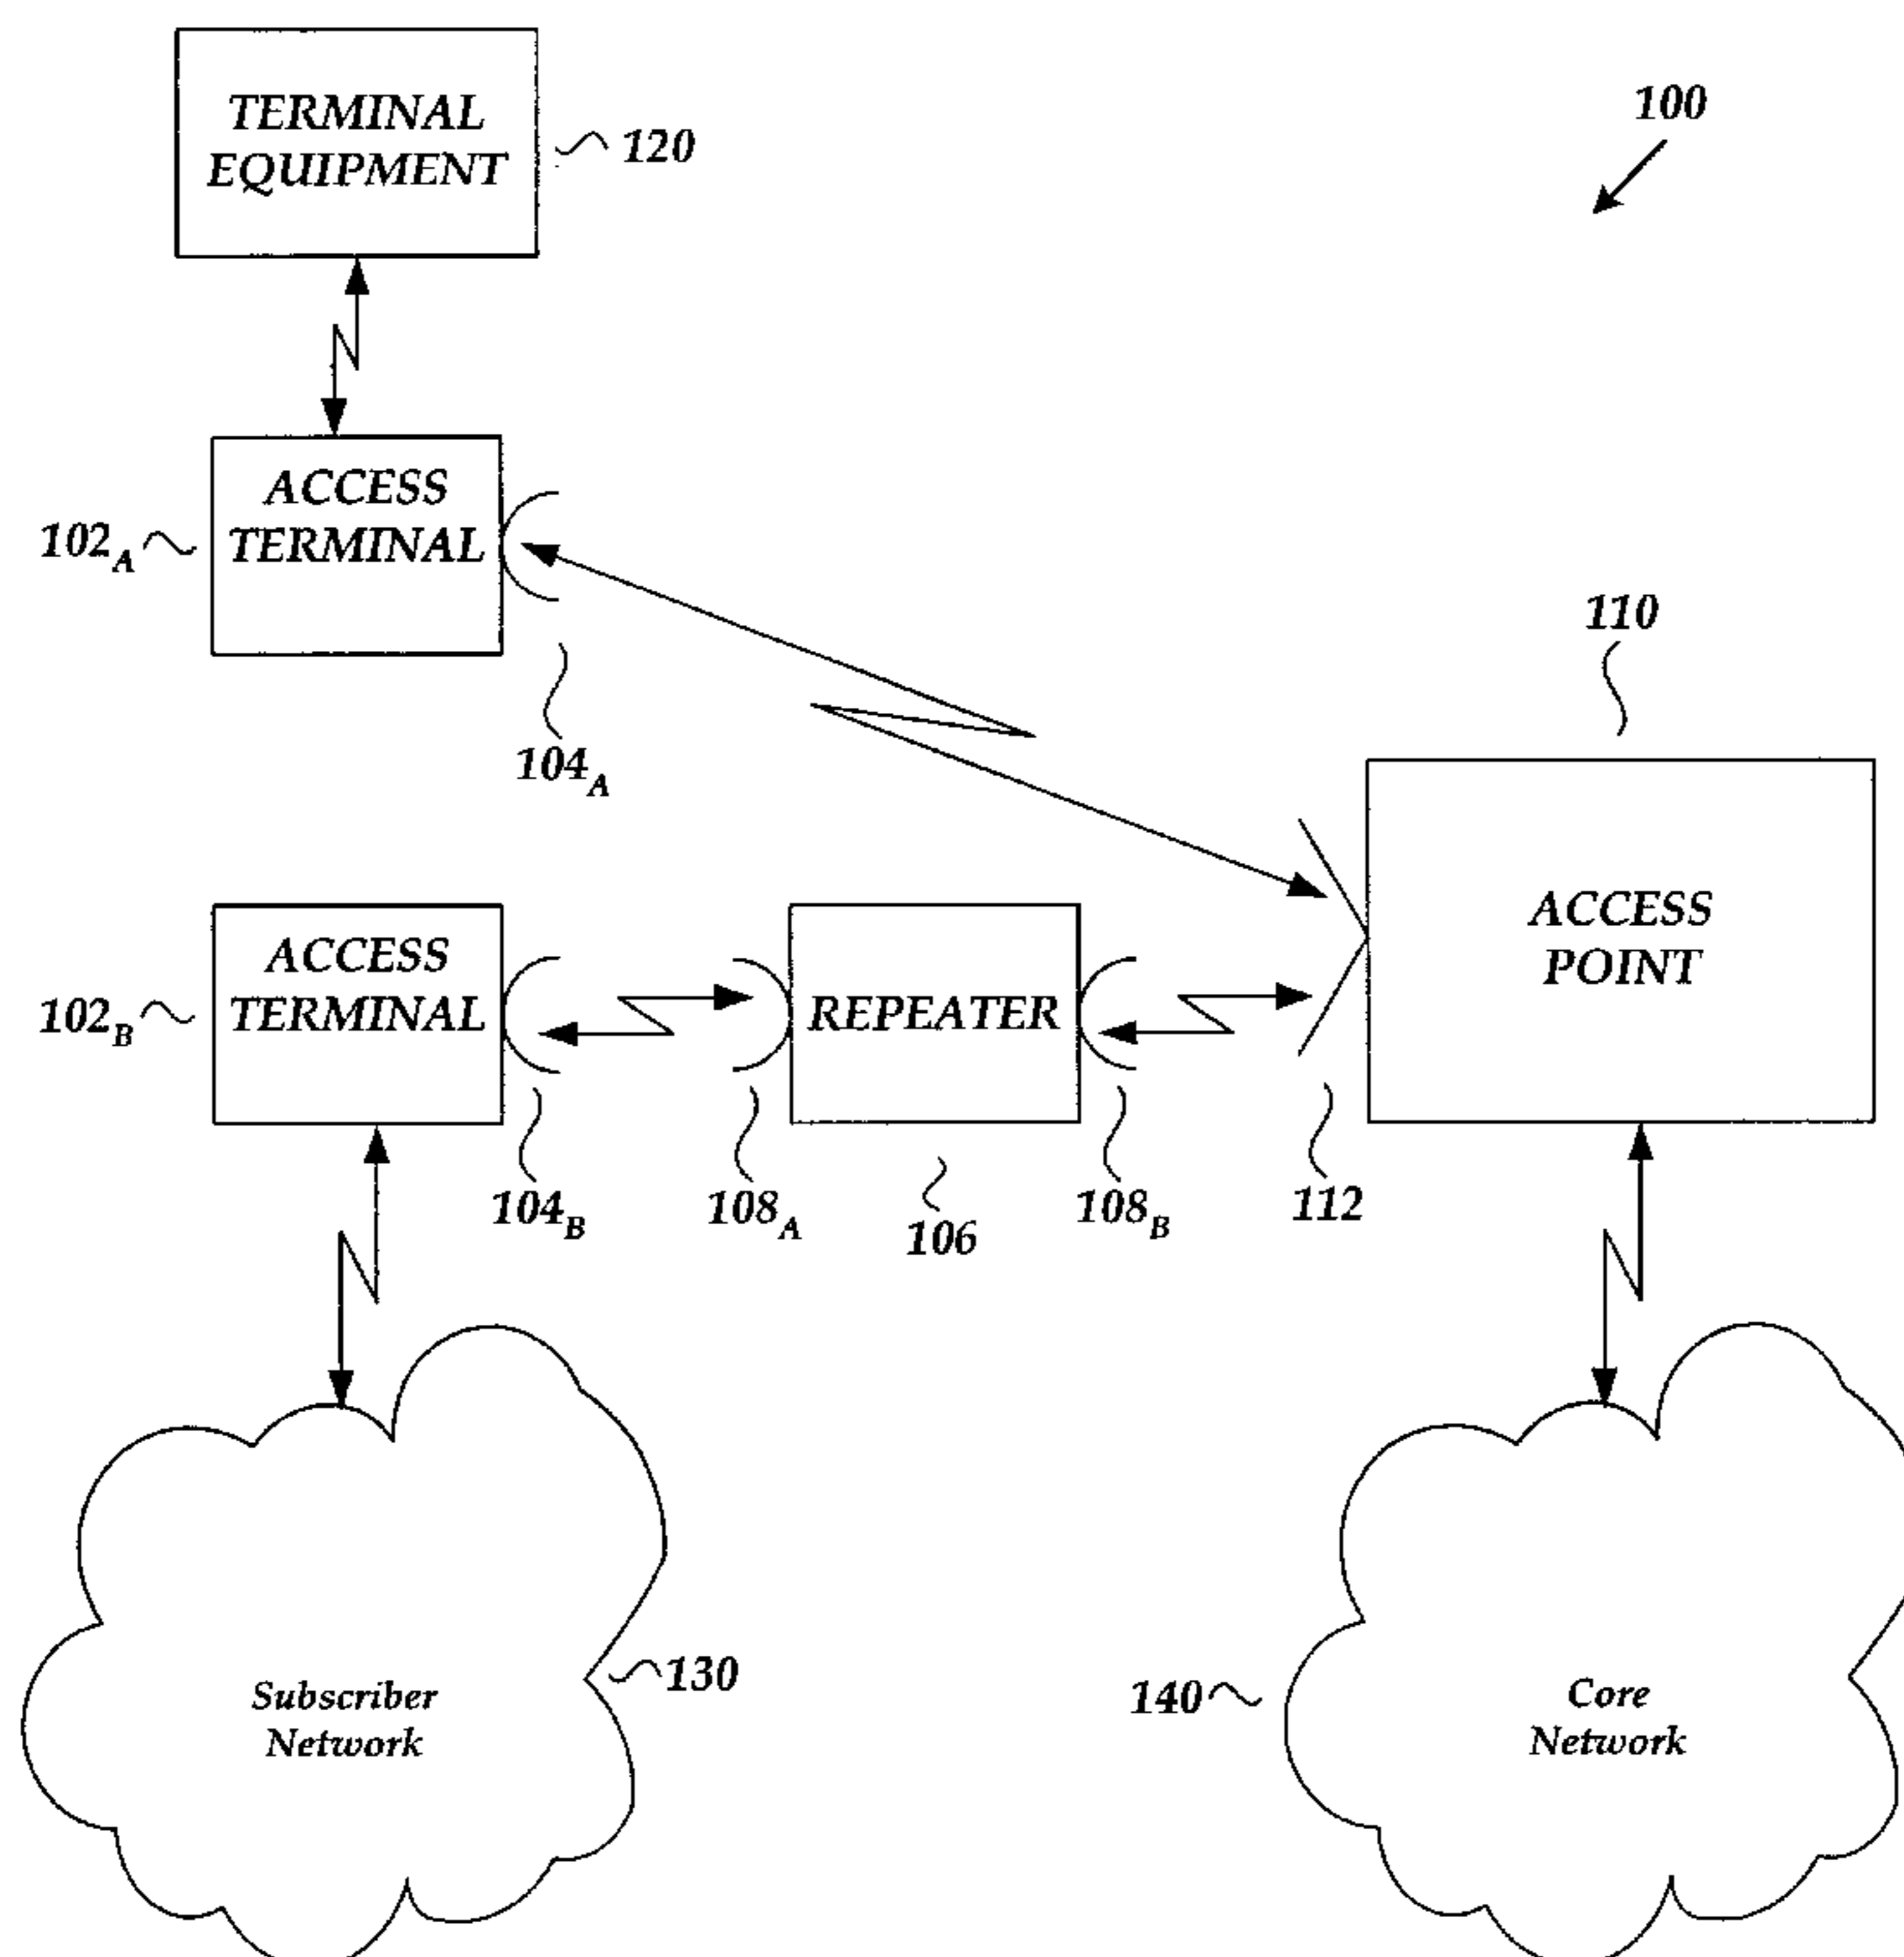 TERMINAL
EQUIPMENT
120
100
ACCESS
TERMINAL
102A
104A
110
ACCESS
POINT
ACCESS
TERMINAL
102B
REPEATER
104B
108A
106
108B
112
Subscriber
Network
130
140
Core
Network